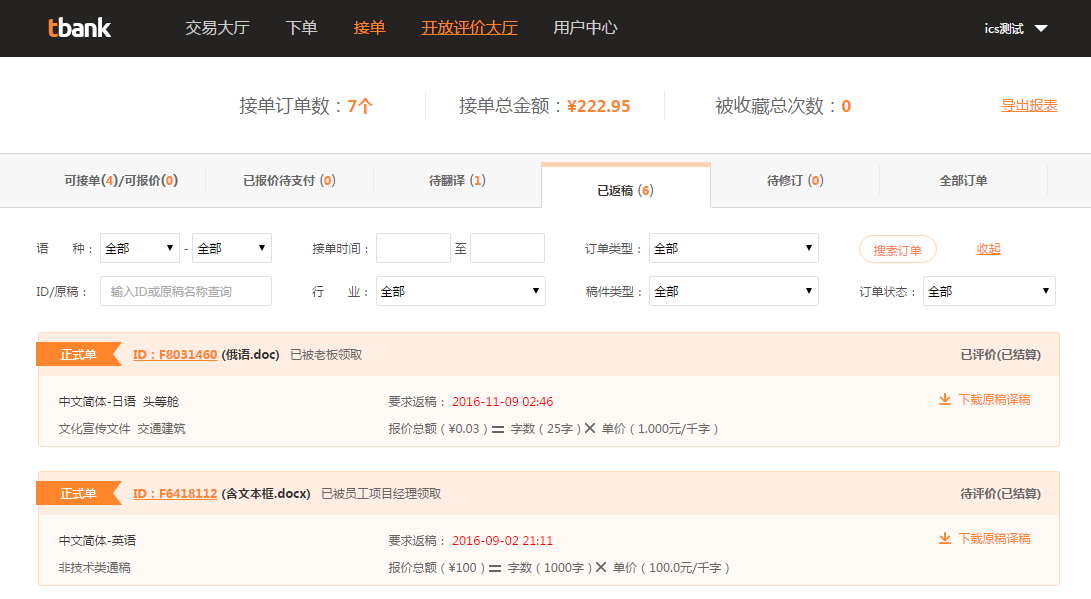 tbank 交易大厅 下单 接单 开放评价大厅 用户中心 ics测试
接单订单数：7个 接单总金额：¥222.95 被收藏总次数：0 导出报表
可接单(4)/可报价(0) 已报价待支付 (0) 待翻译 (1) 已返稿 (6) 待修订 (0) 全部订单
语 种： 全部 - 全部 接单时间： 至 订单类型： 全部 搜索订单 收起
ID/原稿： 输入ID或原稿名称查询 行 业： 全部 稿件类型： 全部 订单状态： 全部
正式单 ID：F8031460 (俄语.doc) 已被老板领取 已评价(已结算)
中文简体-日语 头等舱 要求返稿： 2016-11-09 02:46 下载原稿译稿
文化宣传文件 交通建筑 报价总额（¥0.03）＝ 字数（25字）× 单价（1.000元/千字）
正式单 ID：F6418112 (含文本框.docx) 已被员工项目经理领取 待评价(已结算)
中文简体-英语 要求返稿： 2016-09-02 21:11 下载原稿译稿
非技术类通稿 报价总额（¥100）＝ 字数（1000字）× 单价（100.0元/千字）